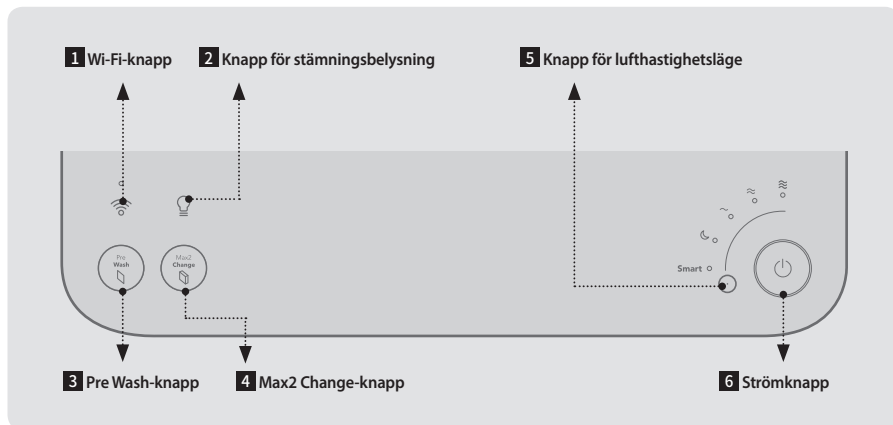 1 Wi-Fi-knapp
2 Knapp för stämningsbelysning
5 Knapp för lufthastighetsläge
Pre
Wash
Max2
Change
Smart
3 Pre Wash-knapp
4 Max2 Change-knapp
6 Strömknapp